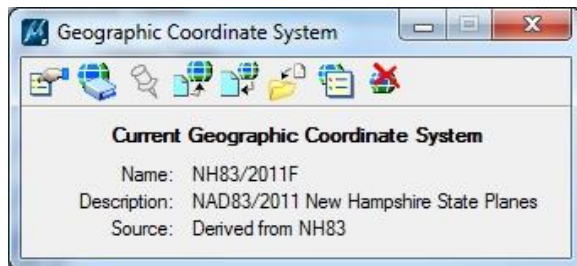 Geographic Coordinate System
Current Geographic Coordinate System
Name: NH83/2011F
Description: NAD83/2011 New Hampshire State Planes
Source: Derived from NH83